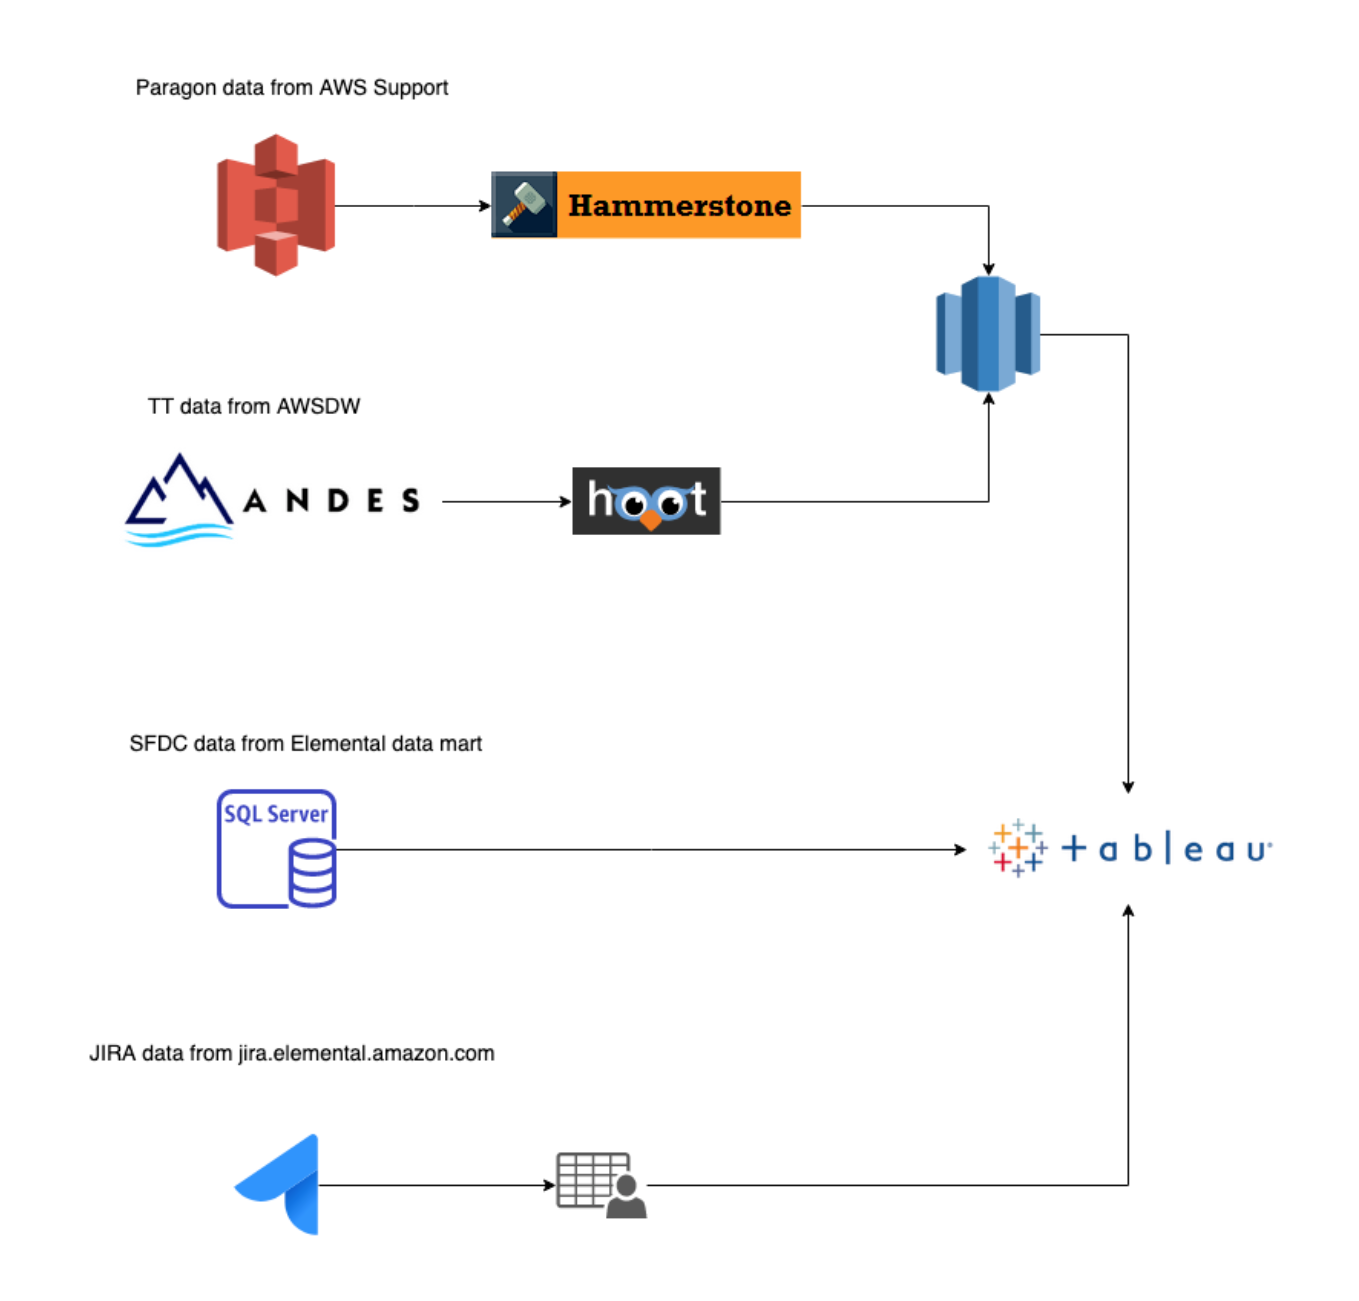 Paragon data from AWS Support
Hammerstone
TT data from AWSDW
ANDES
hoot
SFDC data from Elemental data mart
SQL Server
+ableau
JIRA data from jira.elemental.amazon.com